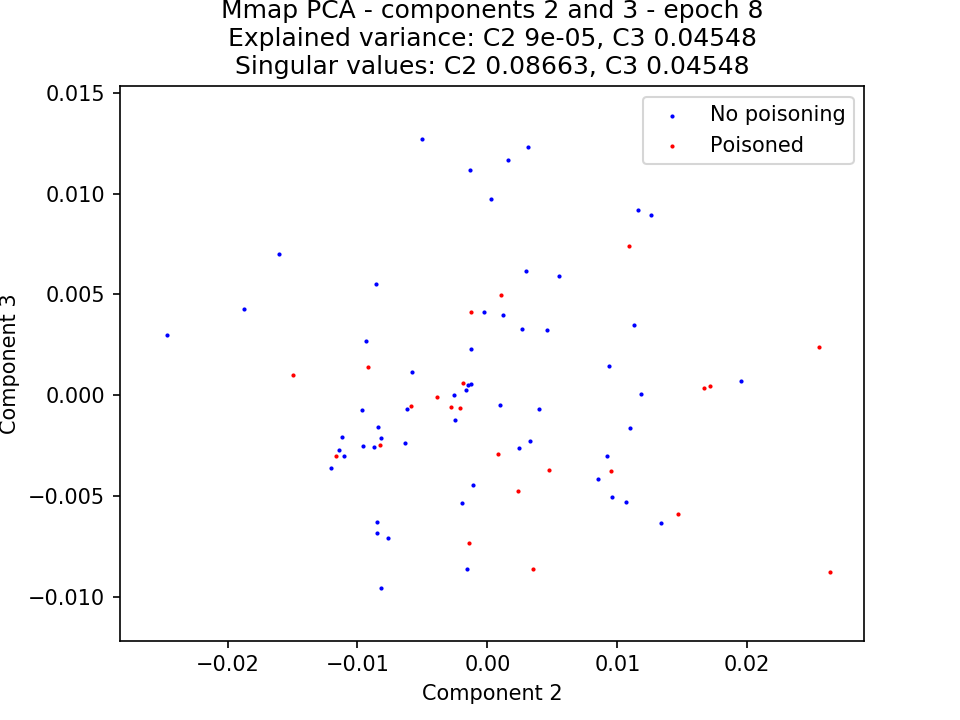 Mmap PCA - components 2 and 3 - epoch 8
Explained variance: C2 9e-05, C3 0.04548
Singular values: C2 0.08663, C3 0.04548
No poisoning
Poisoned
0.015
0.010
0.005
0.000
−0.005
−0.010
Component 3
−0.02
−0.01
0.00
0.01
0.02
Component 2